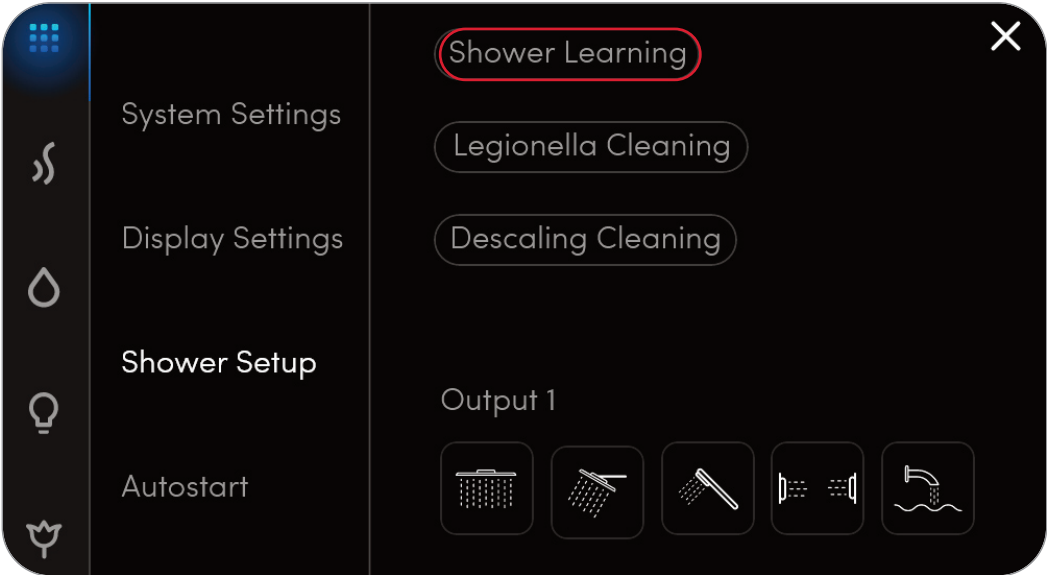 System Settings
Display Settings
Shower Setup
Autostart
Shower Learning
Legionella Cleaning
Descaling Cleaning
Output 1